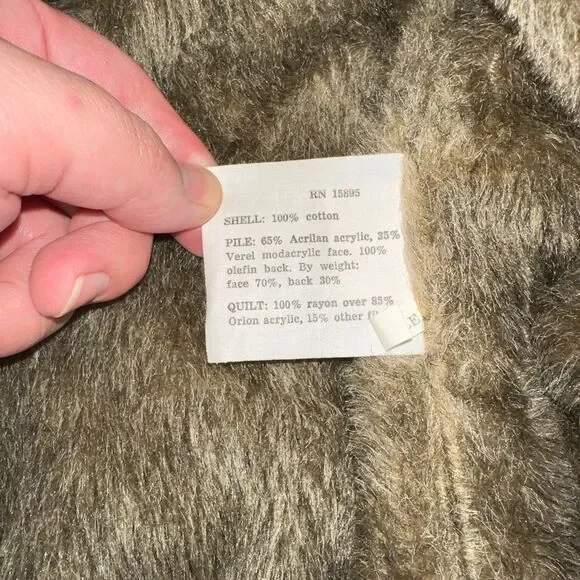 RN 15895
SHELL: 100% cotton
PILE: 65% Acrilan acrylic, 35%
Verel modacrylic face. 100%
olefin back. By weight:
face 70%, back 30%
QUILT: 100% rayon over 85%
Orlon acrylic, 15% other